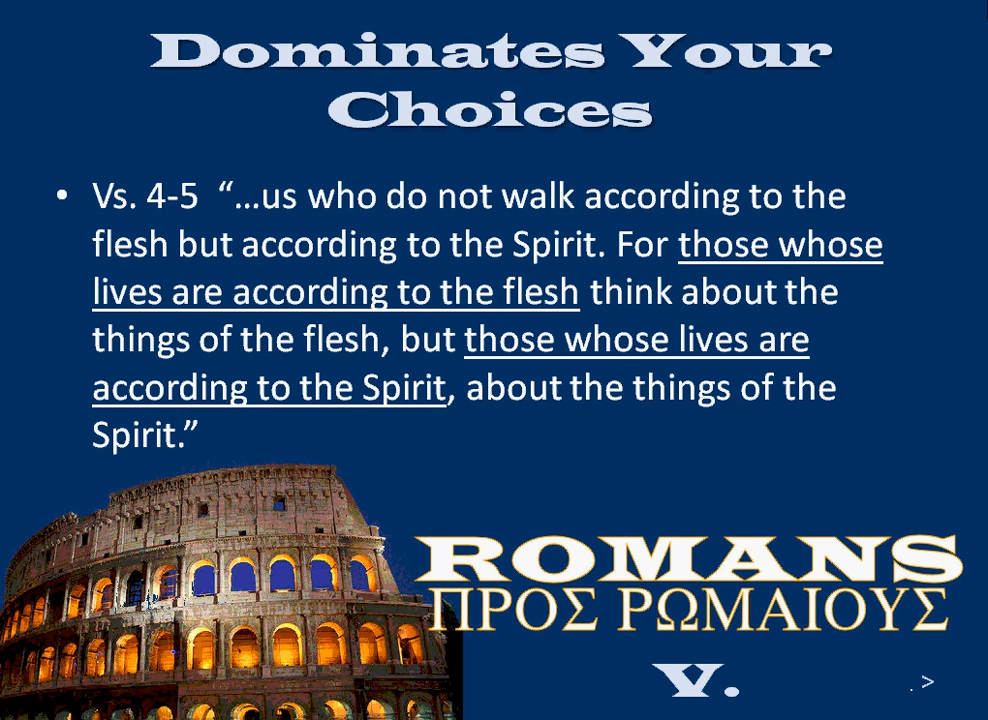 Dominates Your
Choices
• Vs. 4-5 “…us who do not walk according to the
flesh but according to the Spirit. For those whose
lives are according to the flesh think about the
things of the flesh, but those whose lives are
according to the Spirit, about the things of the
Spirit.”
ROMANS
ΠΡΟΣ ΡΩΜΑΙΟΥΣ
V.
. >